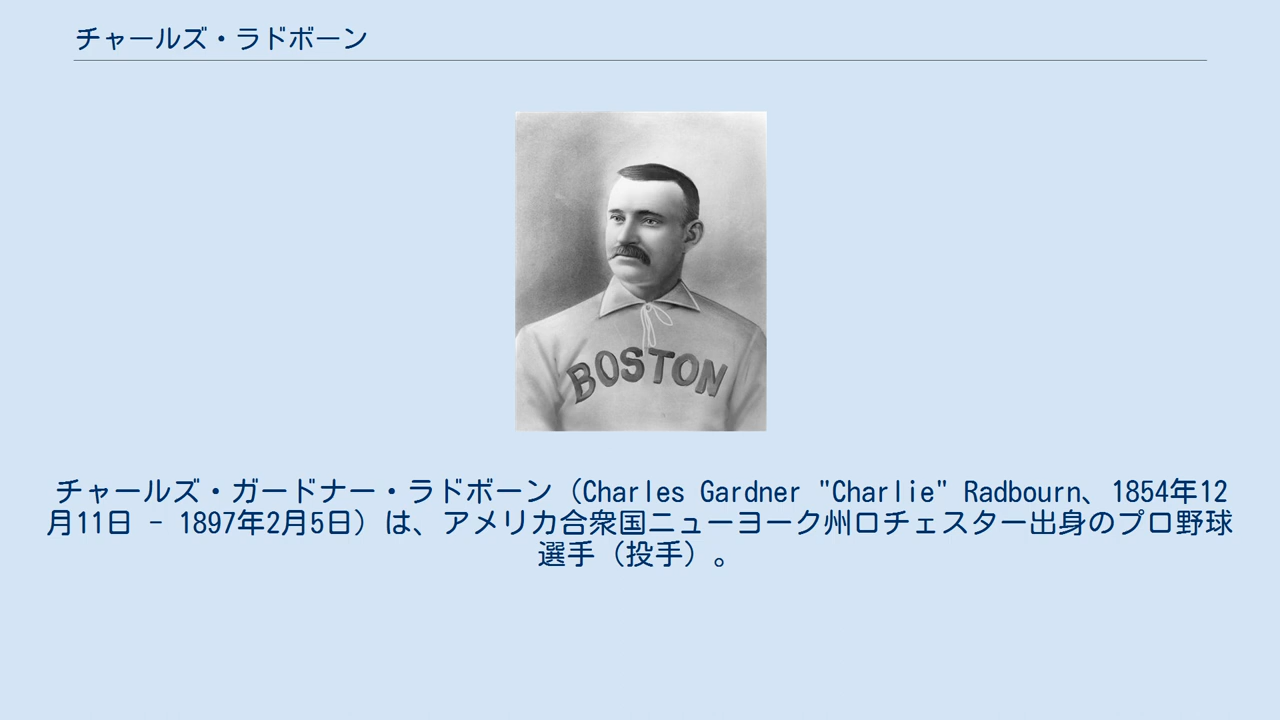 チャールズ・ラドボーン
BOSTON
チャールズ・ガードナー・ラドボーン（Charles Gardner "Charlie" Radbourn、1854年12
月11日 - 1897年2月5日）は、アメリカ合衆国ニューヨーク州ロチェスター出身のプロ野球
選手（投手）。